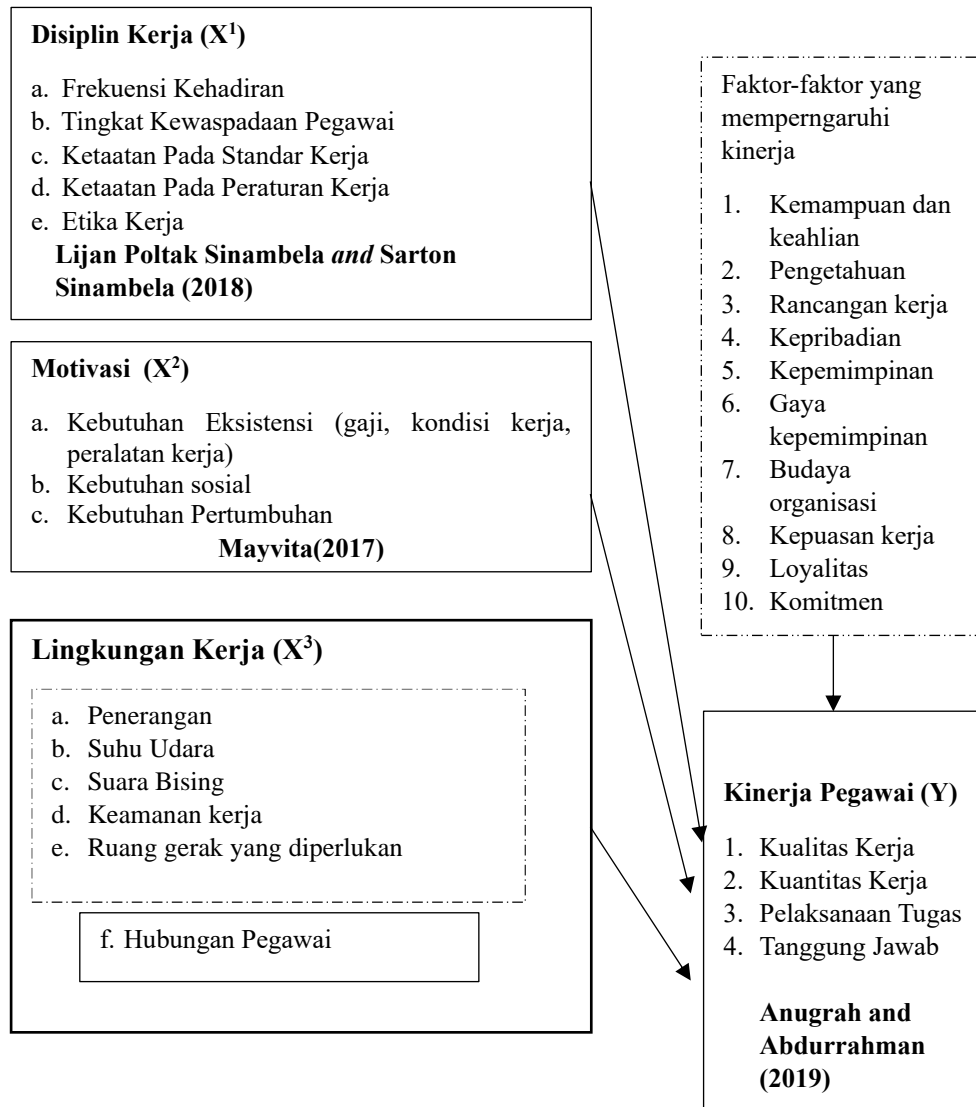 Disiplin Kerja (X¹)
a. Frekuensi Kehadiran
b. Tingkat Kewaspadaan Pegawai
c. Ketaatan Pada Standar Kerja
d. Ketaatan Pada Peraturan Kerja
e. Etika Kerja
Lijan Poltak Sinambela and Sarton
Sinambela (2018)
Motivasi (X²)
a. Kebutuhan Eksistensi (gaji, kondisi kerja,
peralatan kerja)
b. Kebutuhan sosial
c. Kebutuhan Pertumbuhan
Mayvita(2017)
Lingkungan Kerja (X³)
a. Penerangan
b. Suhu Udara
c. Suara Bising
d. Keamanan kerja
e. Ruang gerak yang diperlukan
f. Hubungan Pegawai
Faktor-faktor yang
memperngaruhi
kinerja
1. Kemampuan dan
keahlian
2. Pengetahuan
3. Rancangan kerja
4. Kepribadian
5. Kepemimpinan
6. Gaya
kepemimpinan
7. Budaya
organisasi
8. Kepuasan kerja
9. Loyalitas
10. Komitmen
Kinerja Pegawai (Y)
1. Kualitas Kerja
2. Kuantitas Kerja
3. Pelaksanaan Tugas
4. Tanggung Jawab
Anugrah and
Abdurrahman
(2019)